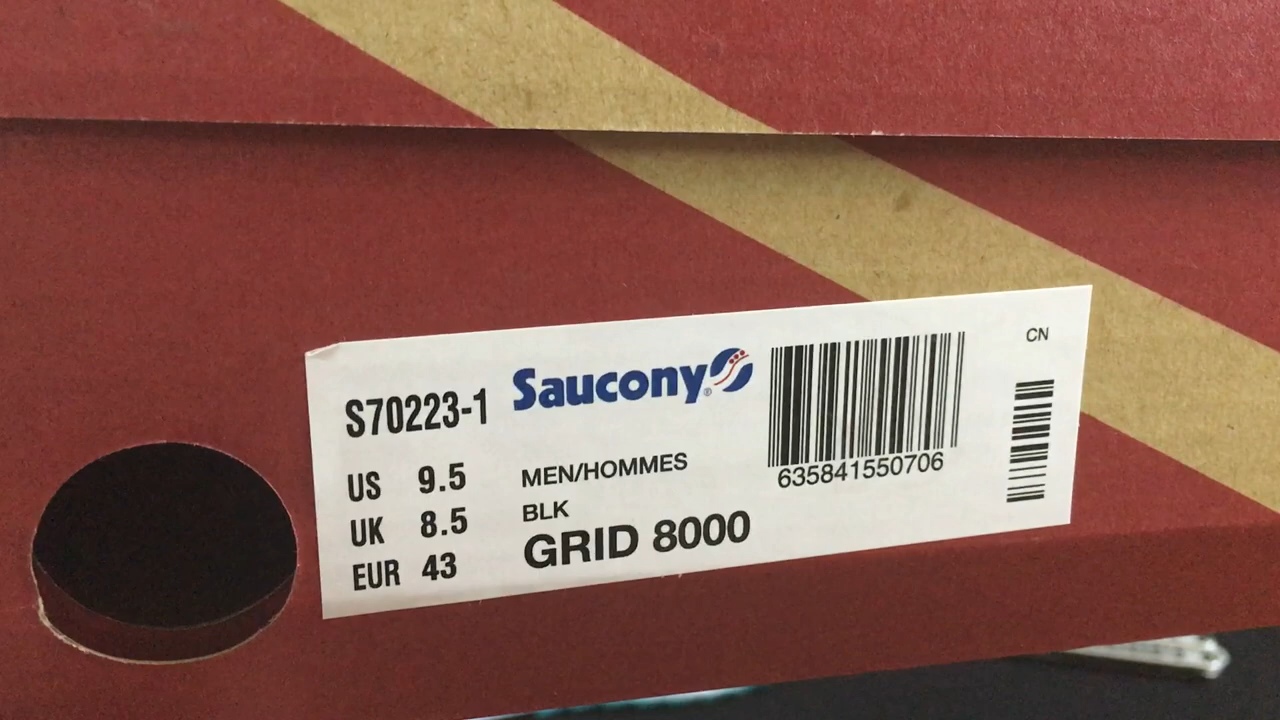 S70223-1
Saucony®
US 9.5
UK 8.5
EUR 43
MEN/HOMMES
BLK
GRID 8000
635841550706
CN